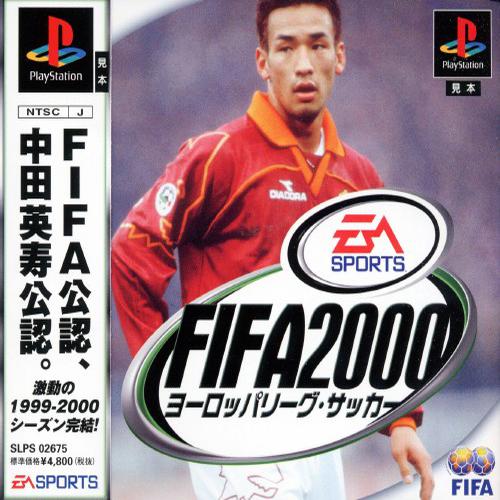 PlayStation
見本
NTSC J
FIFA公認、
中田英寿公認。
激動の
1999-2000
シーズン完結!
SLPS 02675
標準価格¥4,800(税抜)
EA SPORTS
PlayStation
見本
DIADORA
EA
SPORTS
FIFA2000
ヨーロッパリーグ・サッカー
FIFA